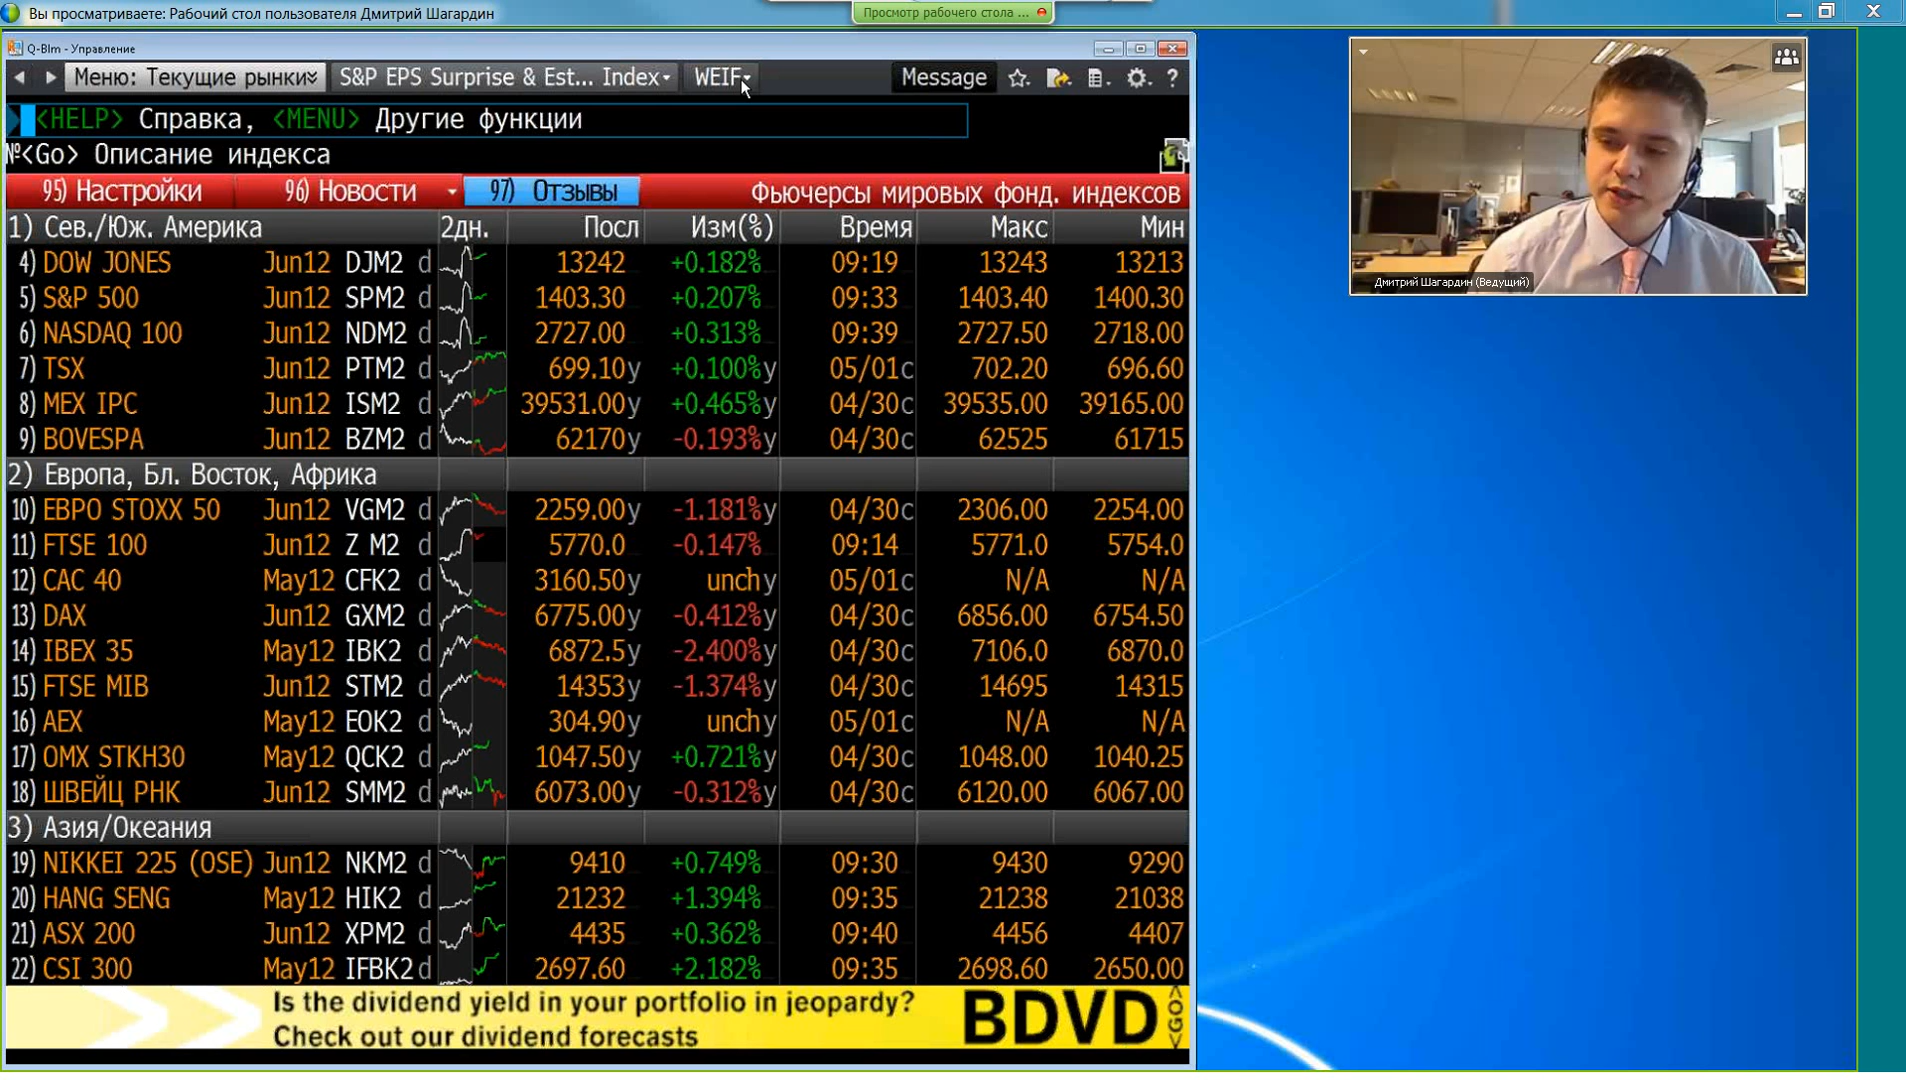 Вы просматриваете: Рабочий стол пользователя Дмитрий Шагардин
Просмотр рабочего стола ...
Q-Blm - Управление
Меню: Текущие рынки S&P EPS Surprise & Est... Index WEIF Message ?
<HELP> Справка, <MENU> Другие функции
№<Go> Описание индекса
95) Настройки 96) Новости 97) Отзывы Фьючерсы мировых фонд. индексов
1) Сев./Юж. Америка 2дн. Посл Изм(%) Время Макс Мин
4) DOW JONES Jun12 DJM2 d 13242 +0.182% 09:19 13243 13213
5) S&P 500 Jun12 SPM2 d 1403.30 +0.207% 09:33 1403.40 1400.30
6) NASDAQ 100 Jun12 NDM2 d 2727.00 +0.313% 09:39 2727.50 2718.00
7) TSX Jun12 PTM2 d 699.10y +0.100%y 05/01c 702.20 696.60
8) MEX IPC Jun12 ISM2 d 39531.00y +0.465%y 04/30c 39535.00 39165.00
9) BOVESPA Jun12 BZM2 d 62170y -0.193%y 04/30c 62525 61715
2) Европа, Бл. Восток, Африка
10) ЕВРО STOXX 50 Jun12 VGM2 d 2259.00y -1.181%y 04/30c 2306.00 2254.00
11) FTSE 100 Jun12 Z M2 d 5770.0 -0.147% 09:14 5771.0 5754.0
12) CAC 40 May12 CFK2 d 3160.50y unchy 05/01c N/A N/A
13) DAX Jun12 GXM2 d 6775.00y -0.412%y 04/30c 6856.00 6754.50
14) IBEX 35 May12 IBK2 d 6872.5y -2.400%y 04/30c 7106.0 6870.0
15) FTSE MIB Jun12 STM2 d 14353y -1.374%y 04/30c 14695 14315
16) AEX May12 EOK2 d 304.90y unchy 05/01c N/A N/A
17) OMX STKH30 May12 QCK2 d 1047.50y +0.721%y 04/30c 1048.00 1040.25
18) ШВЕЙЦ РНК Jun12 SMM2 d 6073.00y -0.312%y 04/30c 6120.00 6067.00
3) Азия/Океания
19) NIKKEI 225 (OSE) Jun12 NKM2 d 9410 +0.749% 09:30 9430 9290
20) HANG SENG May12 HIK2 d 21232 +1.394% 09:35 21238 21038
21) ASX 200 Jun12 XPM2 d 4435 +0.362% 09:40 4456 4407
22) CSI 300 May12 IFBK2 d 2697.60 +2.182% 09:35 2698.60 2650.00
Is the dividend yield in your portfolio in jeopardy?
Check out our dividend forecasts
BDVD <GO>
Дмитрий Шагардин (Ведущий)